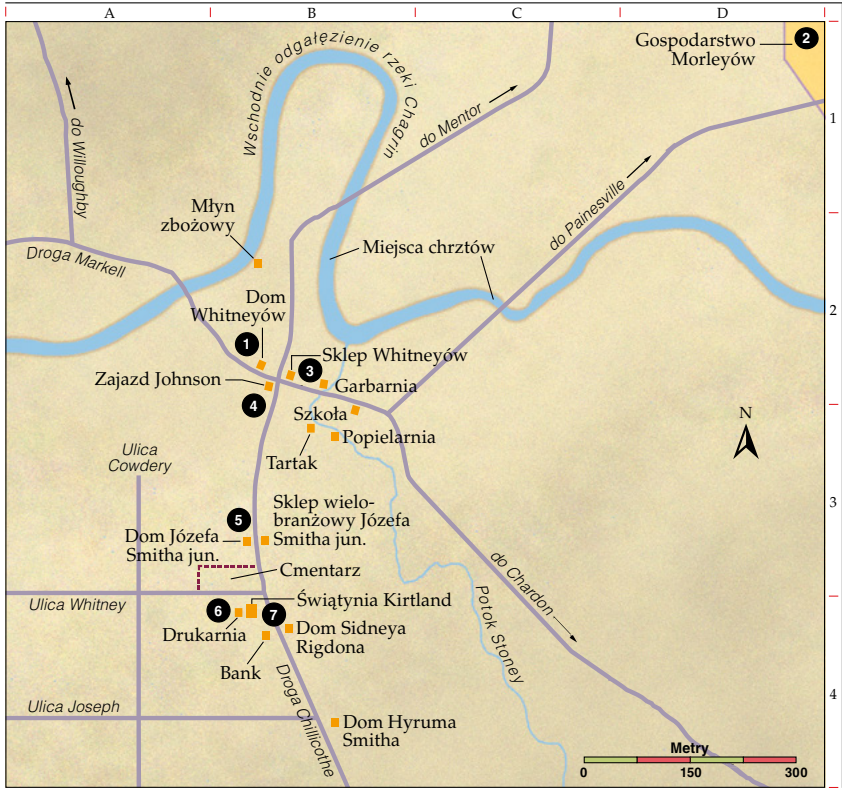 A
B
C
D
1
2
3
4
Gospodarstwo
Morleyów
2
Wschodnie odgałęzienie rzeki Chagrin
do Mentor
do Willoughby
do Painesville
Młyn
zbożowy
Miejsca chrztów
Droga Markell
Dom
Whitneyów
1
Sklep Whitneyów
3
Zajazd Johnson
Garbarnia
4
Szkoła
Popielarnia
Tartak
N
Ulica
Cowdery
5
Sklep wielo-
branżowy Józefa
Smitha jun.
Dom Józefa
Smitha jun.
Cmentarz
do Chardon
Potok Stoney
Ulica Whitney
Świątynia Kirtland
6
7
Drukarnia
Dom Sidneya
Rigdona
Bank
Droga Chillicothe
Ulica Joseph
Dom Hyruma
Smitha
Metry
0
150
300